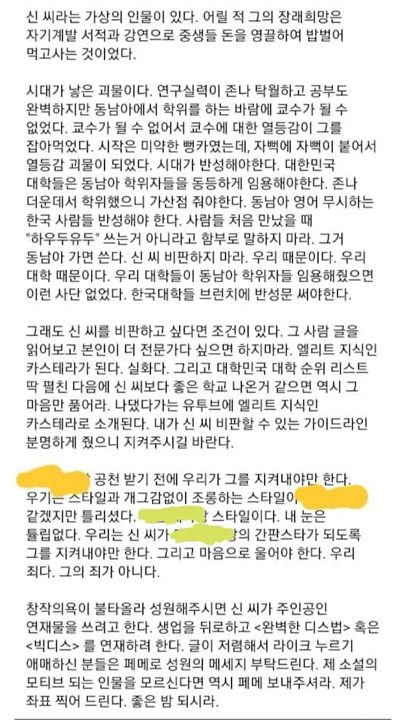 신 씨라는 가상의 인물이 있다. 어릴 적 그의 장래희망은
자기계발 서적과 강연으로 중생들 돈을 영끌하여 밥벌어
먹고사는 것이었다.
시대가 낳은 괴물이다. 연구실력이 존나 탁월하고 공부도
완벽하지만 동남아에서 학위를 하는 바람에 쿄수가 될 수
없었다. 쿄수가 될 수 없어서 쿄수에 대한 열등감이 그를
잡아먹었다. 시작은 미약한 뻥카였는데, 자뻑에 자뻑이 붙어서
열등감 괴물이 되었다. 시대가 반성해야한다. 대한민국
대학들은 동남아 학위자들을 동등하게 임용해야한다. 존나
더운데서 학위했으니 가산점 줘야한다. 동남아 영어 무시하는
한국 사람들 반성해야 한다. 사람들 처음 만났을 때
"하우두유두" 쓰는거 아니라고 함부로 말하지 마라. 그거
동남아 가면 쓴다. 신 씨 비판하지 마라. 우리 때문이다. 우리
대학 때문이다. 우리 대학들이 동남아 학위자들 임용해줬으면
이런 사단 없었다. 한국대학들 브런치에 반성문 써야한다.
그래도 신 씨를 비판하고 싶다면 조건이 있다. 그 사람 글을
읽어보고 본인이 더 전문가다 싶으면 하지마라. 엘리트 지식인
카스테라가 된다. 실화다. 그리고 대학민국 대학 순위 리스트
딱 펼친 다음에 신 씨보다 좋은 학교 나온거 같으면 역시 그
마음만 품어라. 나댔다가는 유투브에 엘리트 지식인
카스테라로 소개된다. 내가 신 씨 비판할 수 있는 가이드라인
분명하게 줬으니 지켜주시길 바란다.
공천 받기 전에 우리가 그를 지켜내야만 한다.
우기는 스타일과 개그감없이 조롱하는 스타일이
같겠지만 틀리셨다. 스타일이다. 내 눈은
틀립없다. 우리는 신 씨가 의 간판스타가 되도록
그를 지켜내야만 한다. 그리고 마음으로 울어야 한다. 우리
죄다. 그의 죄가 아니다.
창작의욕이 불타올라 성원해주시면 신 씨가 주인공인
연재물을 쓰려고 한다. 생업을 뒤로하고 <완벽한 디스법> 혹은
<빅디스> 를 연재하려 한다. 글이 저렴해서 라이크 누르기
애매하신 분들은 페메로 성원의 메세지 부탁드린다. 제 소설의
모티브 되는 인물을 모르신다면 역시 페메 보내주셔라. 제가
좌표 찍어 드린다. 좋은 밤 되시라.